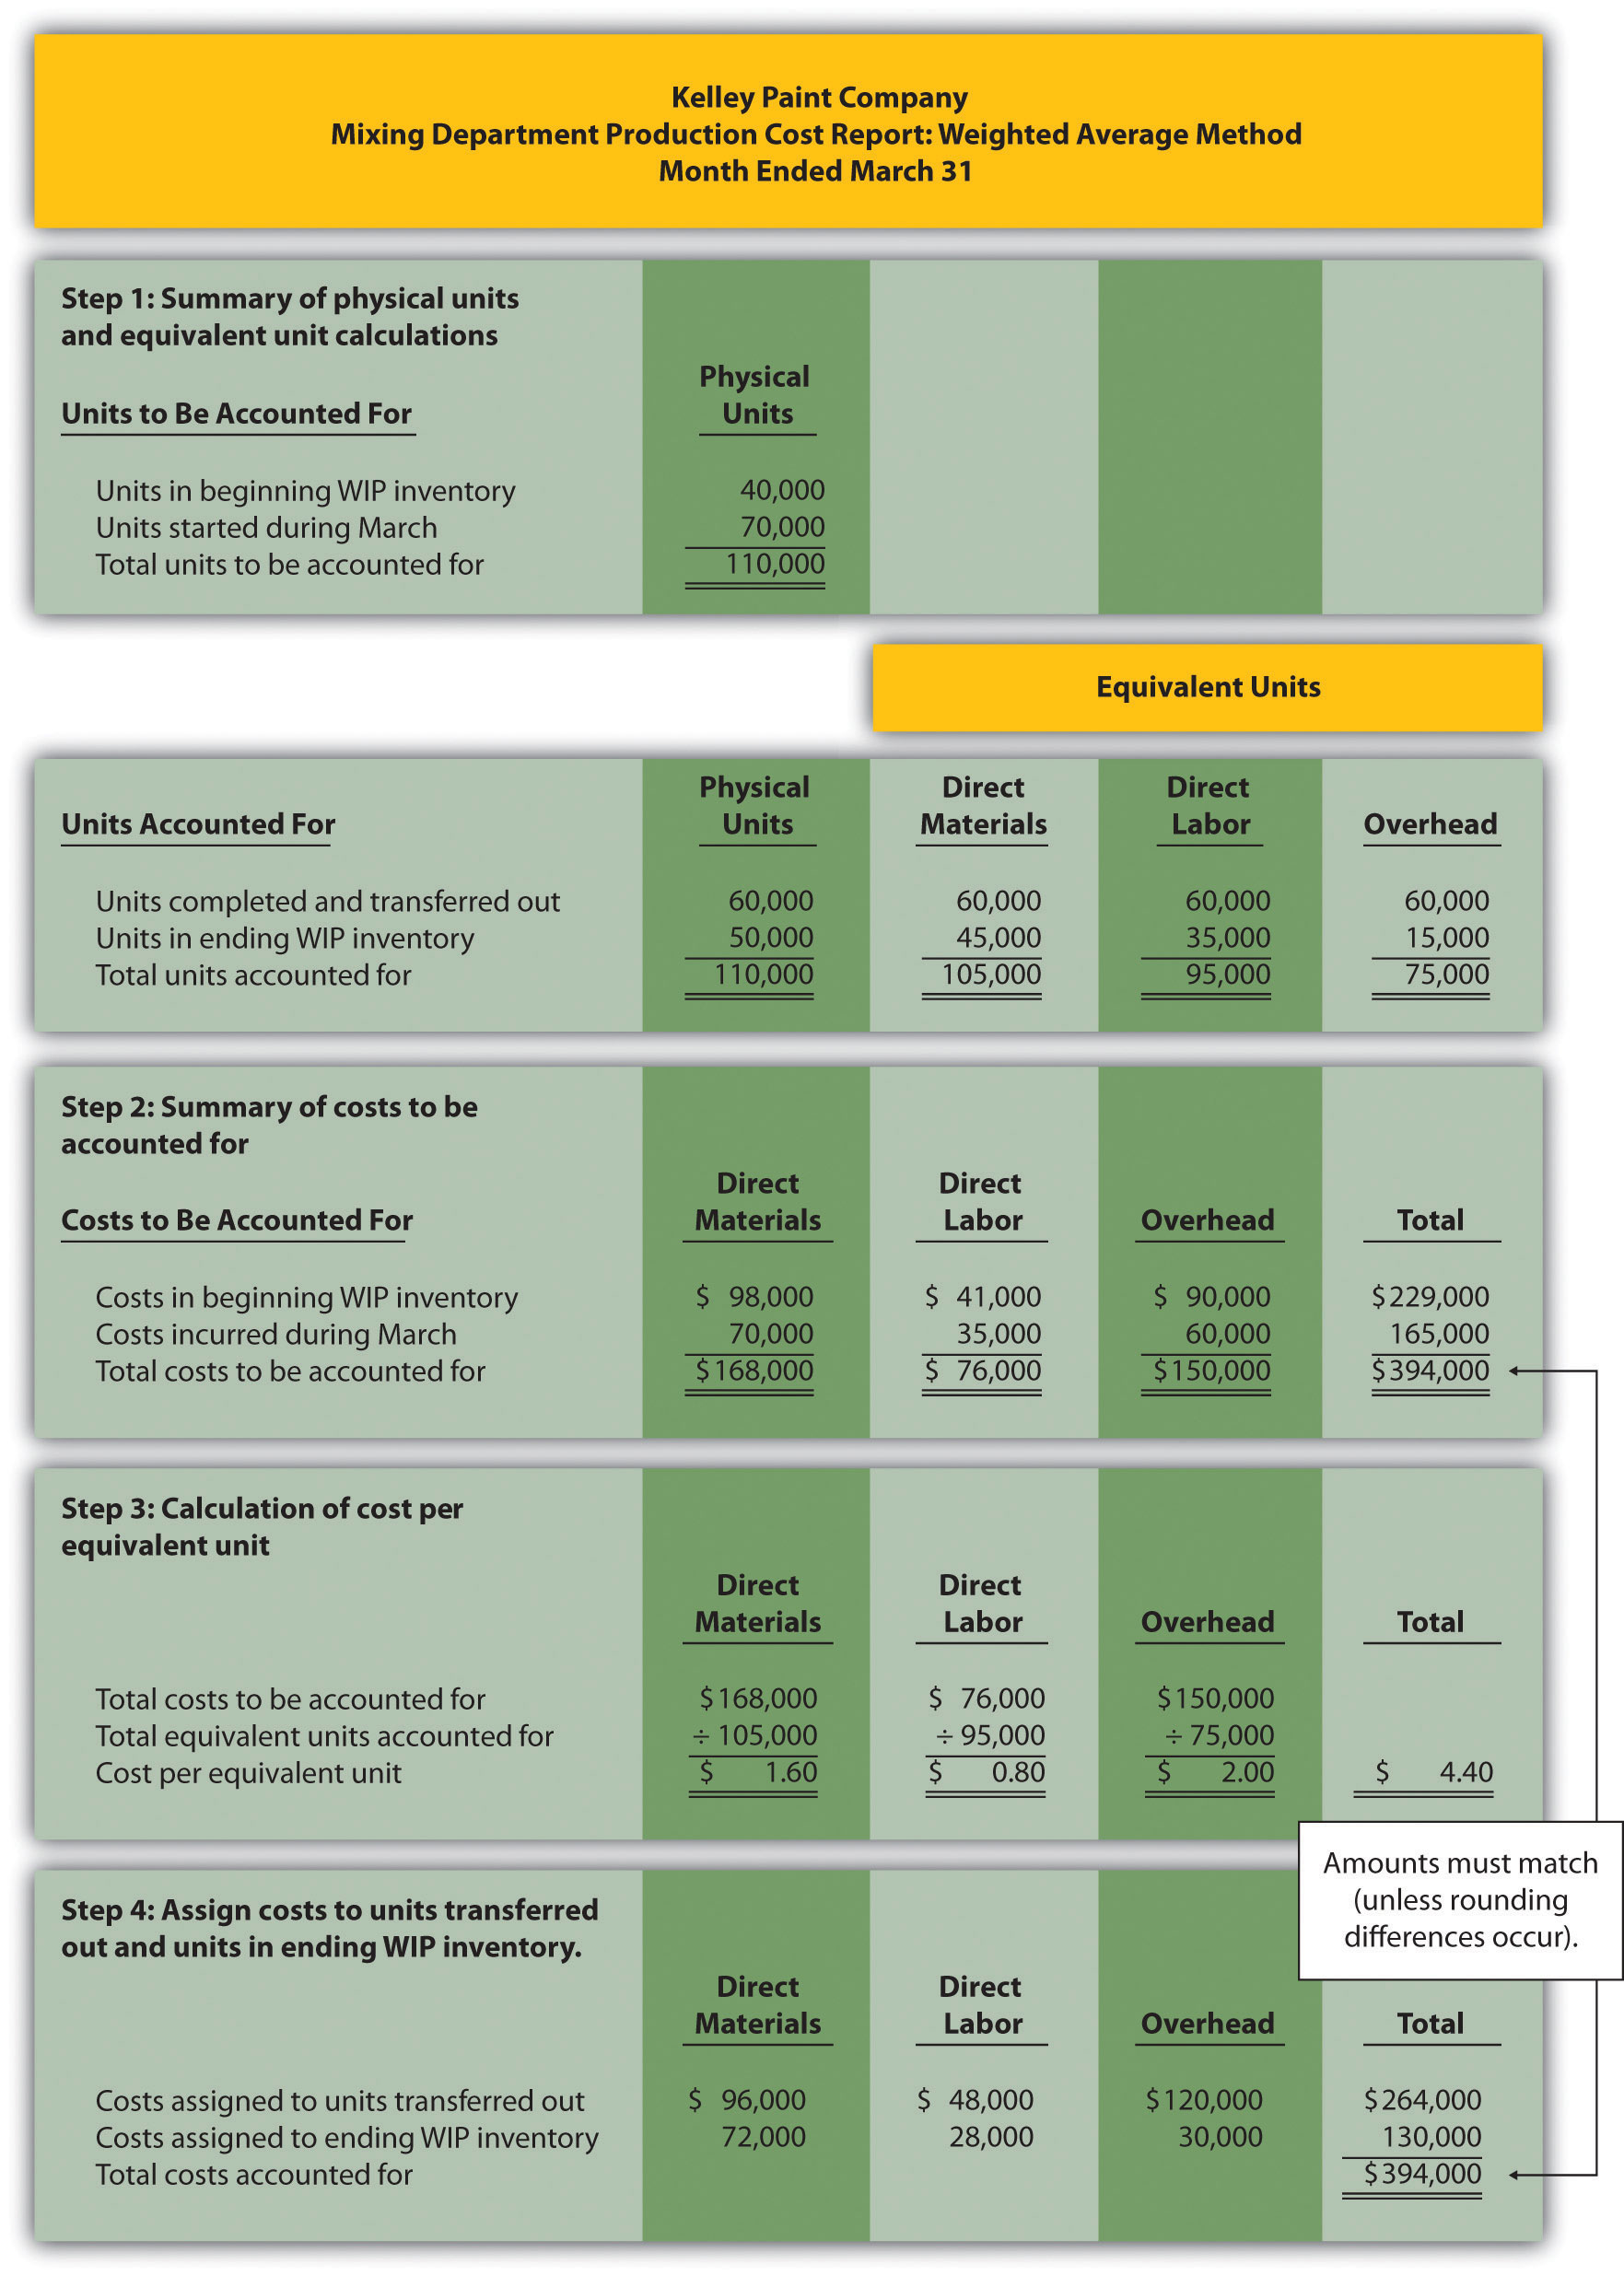 Kelley Paint Company
Mixing Department Production Cost Report: Weighted Average Method
Month Ended March 31
Step 1: Summary of physical units
and equivalent unit calculations
Physical
Units to Be Accounted For Units
Units in beginning WIP inventory 40,000
Units started during March 70,000
Total units to be accounted for 110,000
Equivalent Units
Physical Direct Direct
Units Accounted For Units Materials Labor Overhead
Units completed and transferred out 60,000 60,000 60,000 60,000
Units in ending WIP inventory 50,000 45,000 35,000 15,000
Total units accounted for 110,000 105,000 95,000 75,000
Step 2: Summary of costs to be
accounted for
Direct Direct
Costs to Be Accounted For Materials Labor Overhead Total
Costs in beginning WIP inventory $ 98,000 $ 41,000 $ 90,000 $229,000
Costs incurred during March 70,000 35,000 60,000 165,000
Total costs to be accounted for $168,000 $ 76,000 $150,000 $394,000
Step 3: Calculation of cost per
equivalent unit
Direct Direct
Materials Labor Overhead Total
Total costs to be accounted for $168,000 $ 76,000 $150,000
Total equivalent units accounted for ÷ 105,000 ÷ 95,000 ÷ 75,000
Cost per equivalent unit $ 1.60 $ 0.80 $ 2.00 $ 4.40
Amounts must match
(unless rounding
differences occur).
Step 4: Assign costs to units transferred
out and units in ending WIP inventory.
Direct Direct
Materials Labor Overhead Total
Costs assigned to units transferred out $ 96,000 $ 48,000 $120,000 $264,000
Costs assigned to ending WIP inventory 72,000 28,000 30,000 130,000
Total costs accounted for $394,000